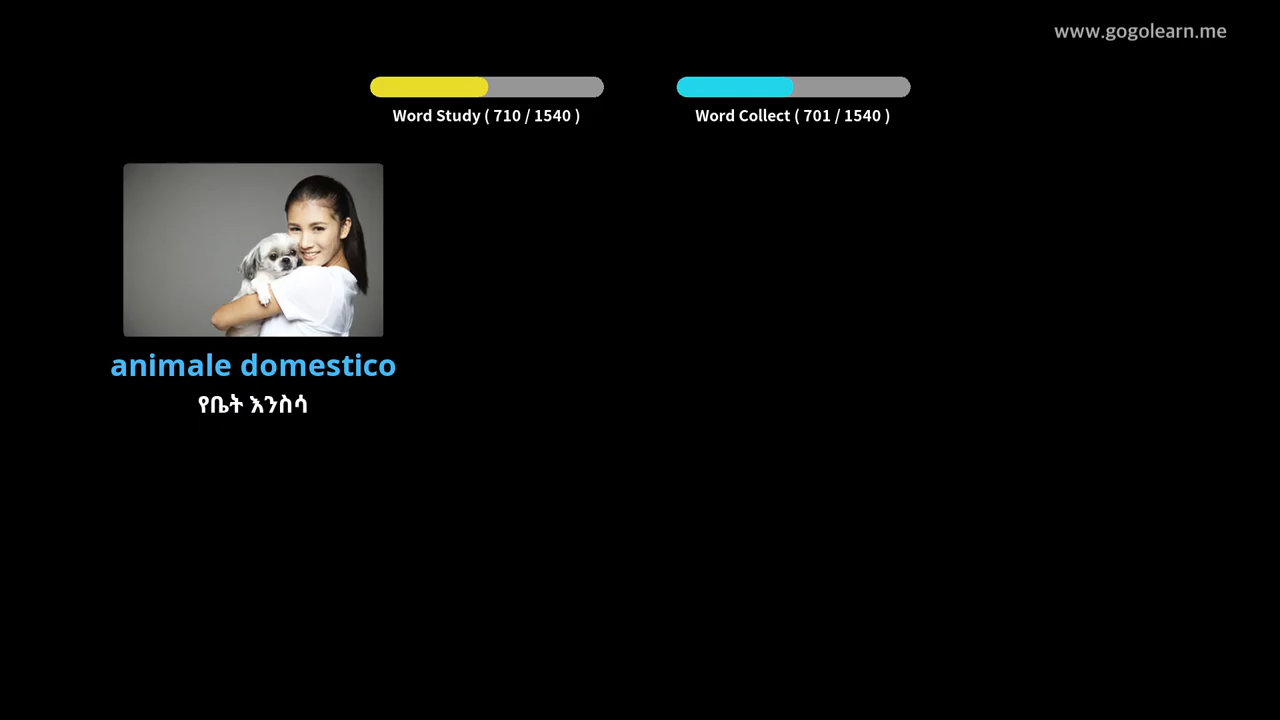 www.gogolearn.me
Word Study ( 710 / 1540 )
Word Collect ( 701 / 1540 )
animale domestico
የቤት እንስሳ